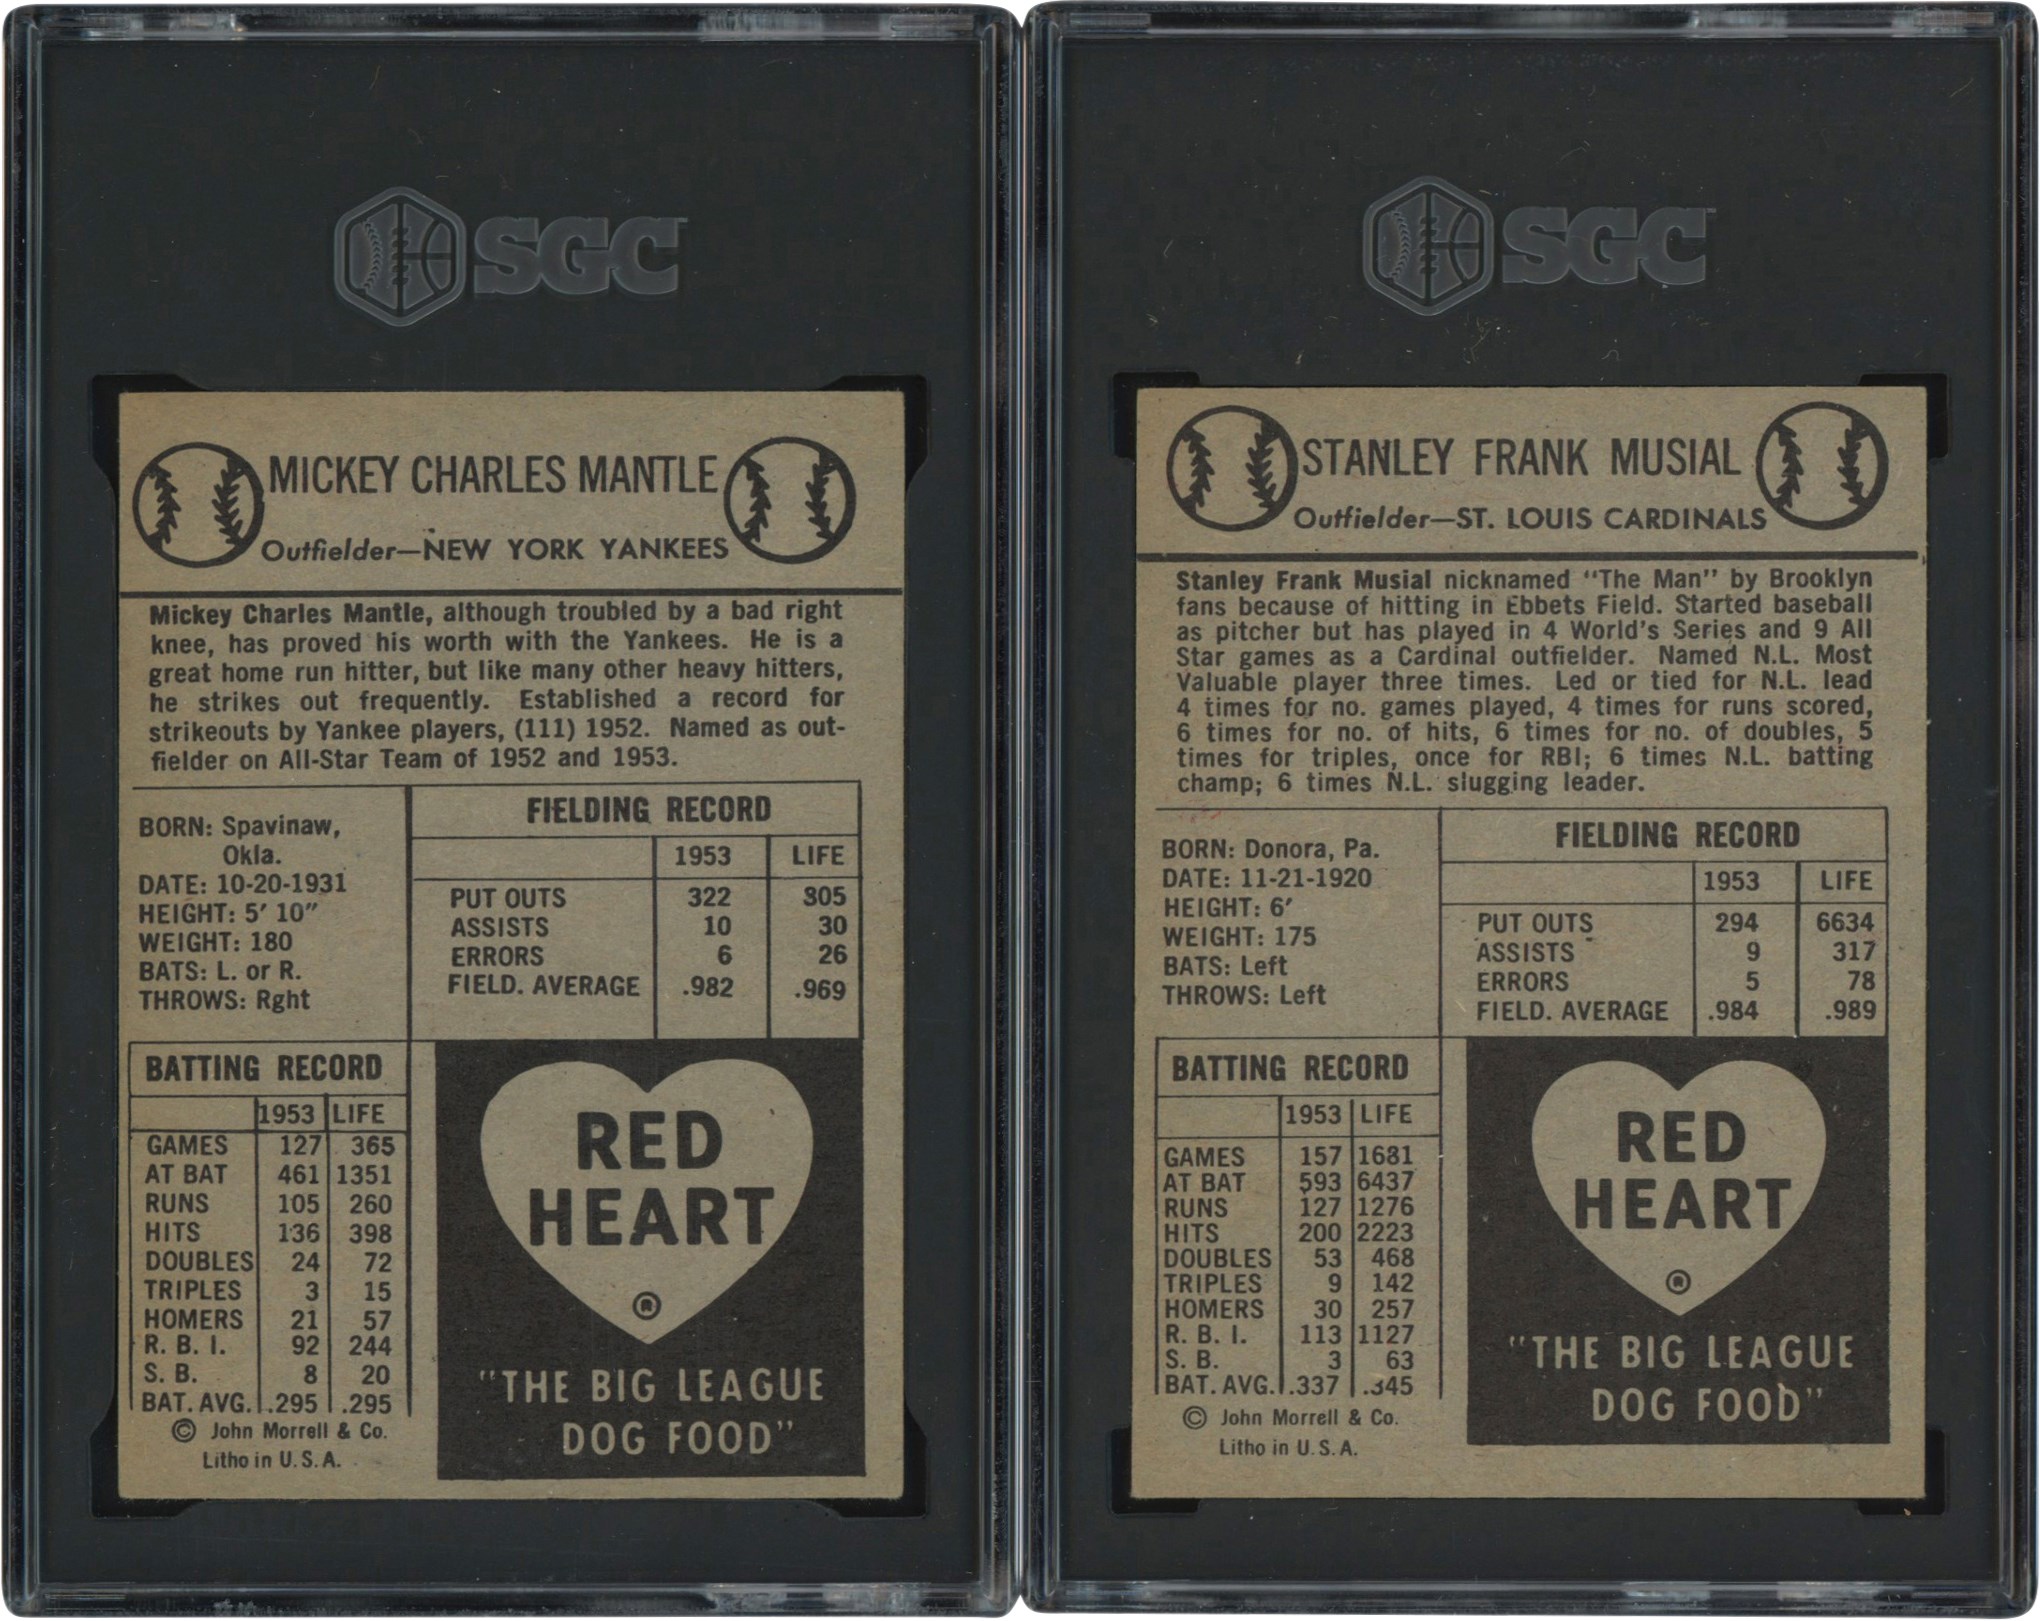 SGC
MICKEY CHARLES MANTLE
Outfielder—NEW YORK YANKEES
Mickey Charles Mantle, although troubled by a bad right
knee, has proved his worth with the Yankees. He is a
great home run hitter, but like many other heavy hitters,
he strikes out frequently. Established a record for
strikeouts by Yankee players, (111) 1952. Named as out-
fielder on All-Star Team of 1952 and 1953.
BORN: Spavinaw,
Okla.
DATE: 10-20-1931
HEIGHT: 5′ 10″
WEIGHT: 180
BATS: L. or R.
THROWS: Rght
FIELDING RECORD
1953 LIFE
PUT OUTS 322 805
ASSISTS 10 30
ERRORS 6 26
FIELD. AVERAGE .982 .969
BATTING RECORD
1953 LIFE
GAMES 127 365
AT BAT 461 1351
RUNS 105 260
HITS 136 398
DOUBLES 24 72
TRIPLES 3 15
HOMERS 21 57
R. B. I. 92 244
S. B. 8 20
BAT. AVG. .295 .295
© John Morrell & Co.
Litho in U. S. A.
RED
HEART
®
"THE BIG LEAGUE
DOG FOOD"
SGC
STANLEY FRANK MUSIAL
Outfielder—ST. LOUIS CARDINALS
Stanley Frank Musial nicknamed "The Man" by Brooklyn
fans because of hitting in Ebbets Field. Started baseball
as pitcher but has played in 4 World's Series and 9 All
Star games as a Cardinal outfielder. Named N.L. Most
Valuable player three times. Led or tied for N.L. lead
4 times for no. games played, 4 times for runs scored,
6 times for no. of hits, 6 times for no. of doubles, 5
times for triples, once for RBI; 6 times N.L. batting
champ; 6 times N.L. slugging leader.
BORN: Donora, Pa.
DATE: 11-21-1920
HEIGHT: 6′
WEIGHT: 175
BATS: Left
THROWS: Left
FIELDING RECORD
1953 LIFE
PUT OUTS 294 6634
ASSISTS 9 317
ERRORS 5 78
FIELD. AVERAGE .984 .989
BATTING RECORD
1953 LIFE
GAMES 157 1681
AT BAT 593 6437
RUNS 127 1276
HITS 200 2223
DOUBLES 53 468
TRIPLES 9 142
HOMERS 30 257
R. B. I. 113 1127
S. B. 3 63
BAT. AVG. .337 .345
© John Morrell & Co.
Litho in U. S. A.
RED
HEART
®
"THE BIG LEAGUE
DOG FOOD"